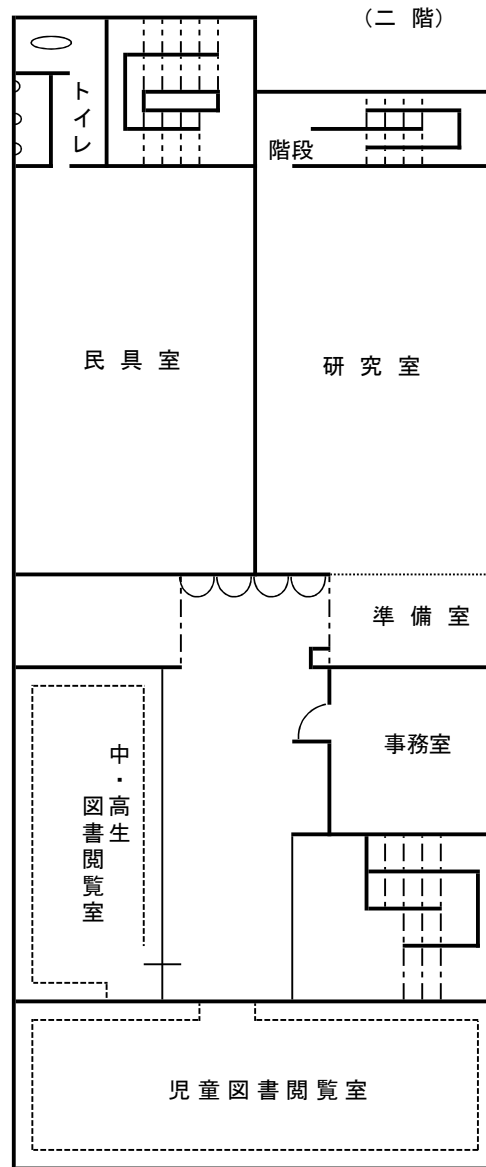 （二 階）
トイレ
階段
民 具 室
研 究 室
準 備 室
事務室
中・高生
図書閲覧室
児童図書閲覧室